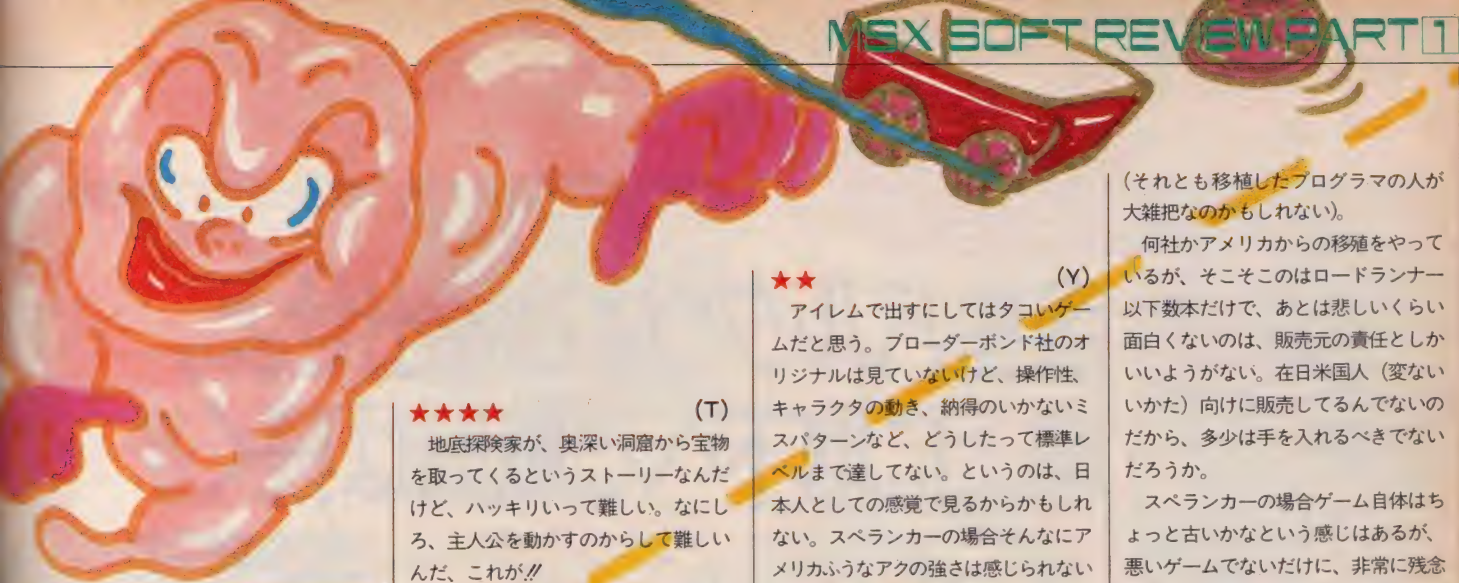 MSX SOFT REVIEW PART1
★★★★ (T)
地底探険家が、奥深い洞窟から宝物
を取ってくるというストーリーなんだ
けど、ハッキリいって難しい。なにし
ろ、主人公を動かすのからして難しい
んだ、これが!!
★★ (Y)
アイレムで出すにしてはタコいゲー
ムだと思う。ブローダーボンド社のオ
リジナルは見ていないけど、操作性、
キャラクタの動き、納得のいかないミ
スパターンなど、どうしたって標準レ
ベルまで達してない。というのは、日
本人としての感覚で見るからかもしれ
ない。スペランカーの場合そんなにア
メリカふうなアクの強さは感じられない
(それとも移植したプログラマの人が
大雑把なのかもしれない)。
何社かアメリカからの移殖をやって
いるが、そこそこのはロードランナー
以下数本だけで、あとは悲しいくらい
面白くないのは、販売元の責任としか
いいようがない。在日米国人(変ない
いかた)向けに販売してるんでないの
だから、多少は手を入れるべきでない
だろうか。
スペランカーの場合ゲーム自体はち
ょっと古いかなという感じはあるが、
悪いゲームでないだけに、非常に残念